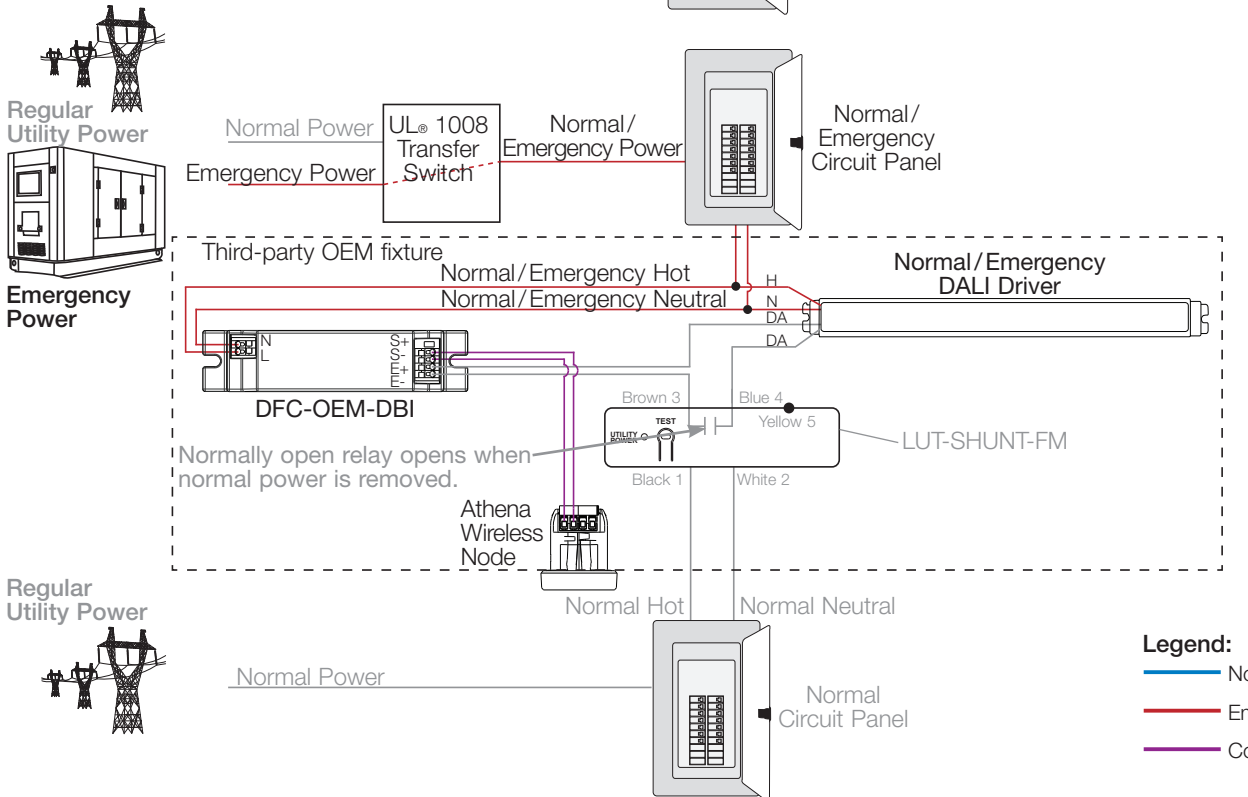 Regular
Utility Power
Normal Power
UL® 1008
Transfer
Switch
Emergency Power
Normal/
Emergency Power
Normal/
Emergency
Circuit Panel
Emergency
Power
Third-party OEM fixture
Normal/Emergency Hot
Normal/Emergency Neutral
H
N
DA
DA
Normal/Emergency
DALI Driver
N
L
S+
S-
E+
E-
DFC-OEM-DBI
Brown 3
Blue 4
Yellow 5
TEST
UTILITY
POWER
LUT-SHUNT-FM
Normally open relay opens when
normal power is removed.
Black 1
White 2
Athena
Wireless
Node
Regular
Utility Power
Normal Hot
Normal Neutral
Normal Power
Normal
Circuit Panel
Legend:
No
En
Co